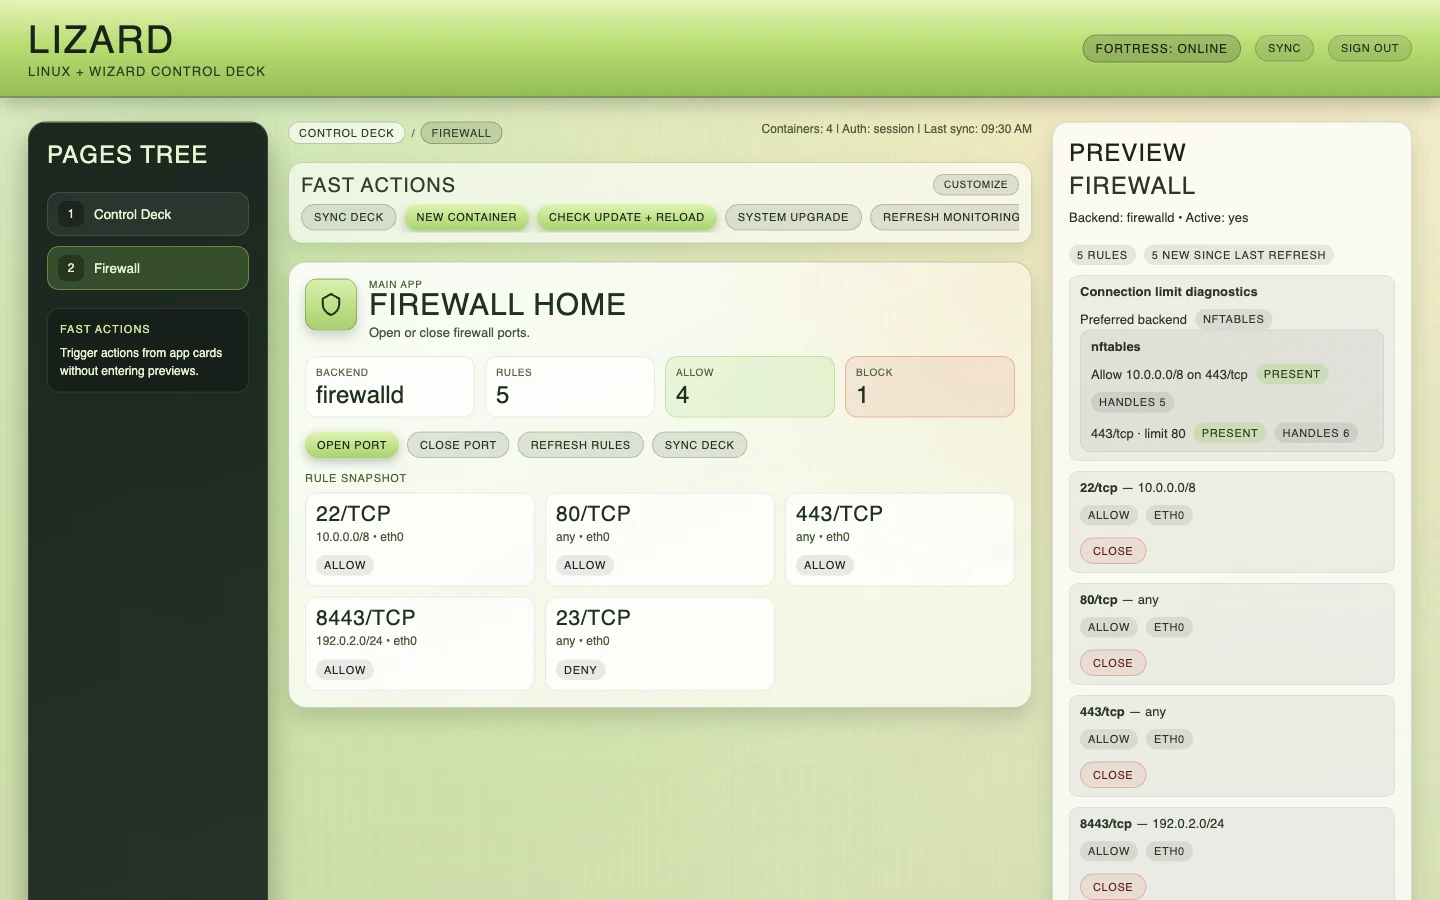 LIZARD
LINUX + WIZARD CONTROL DECK
FORTRESS: ONLINE
SYNC
SIGN OUT
PAGES TREE
1 Control Deck
2 Firewall
FAST ACTIONS
Trigger actions from app cards
without entering previews.
CONTROL DECK / FIREWALL
Containers: 4 | Auth: session | Last sync: 09:30 AM
FAST ACTIONS
CUSTOMIZE
SYNC DECK
NEW CONTAINER
CHECK UPDATE + RELOAD
SYSTEM UPGRADE
REFRESH MONITORING
MAIN APP
FIREWALL HOME
Open or close firewall ports.
BACKEND
firewalld
RULES
5
ALLOW
4
BLOCK
1
OPEN PORT
CLOSE PORT
REFRESH RULES
SYNC DECK
RULE SNAPSHOT
22/TCP
10.0.0.0/8 • eth0
ALLOW
80/TCP
any • eth0
ALLOW
443/TCP
any • eth0
ALLOW
8443/TCP
192.0.2.0/24 • eth0
ALLOW
23/TCP
any • eth0
DENY
PREVIEW
FIREWALL
Backend: firewalld • Active: yes
5 RULES
5 NEW SINCE LAST REFRESH
Connection limit diagnostics
Preferred backend NFTABLES
nftables
Allow 10.0.0.0/8 on 443/tcp PRESENT
HANDLES 5
443/tcp · limit 80 PRESENT HANDLES 6
22/tcp — 10.0.0.0/8
ALLOW ETH0
CLOSE
80/tcp — any
ALLOW ETH0
CLOSE
443/tcp — any
ALLOW ETH0
CLOSE
8443/tcp — 192.0.2.0/24
ALLOW ETH0
CLOSE